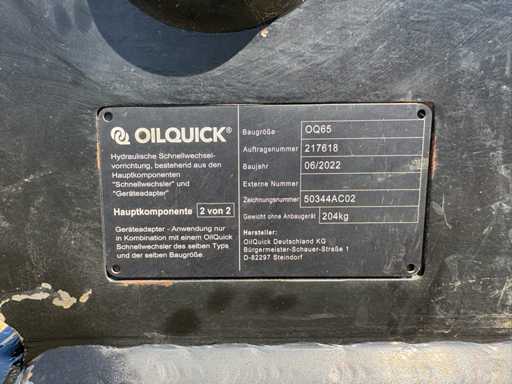 OILQUICK®
Hydraulische Schnellwechsel-
vorrichtung, bestehend aus den
Hauptkomponenten
"Schnellwechsler" und
"Geräteadapter"
Hauptkomponente 2 von 2
Geräteadapter - Anwendung nur
in Kombination mit einem OilQuick
Schnellwechsler des selben Typs
und der selben Baugröße.
Baugröße: OQ65
Auftragsnummer 217618
Baujahr 06/2022
Externe Nummer
Zeichnungsnummer 50344AC02
Gewicht ohne Anbaugerät 204kg
Hersteller:
OilQuick Deutschland KG
Bürgermeister-Schauer-Straße 1
D-82297 Steindorf